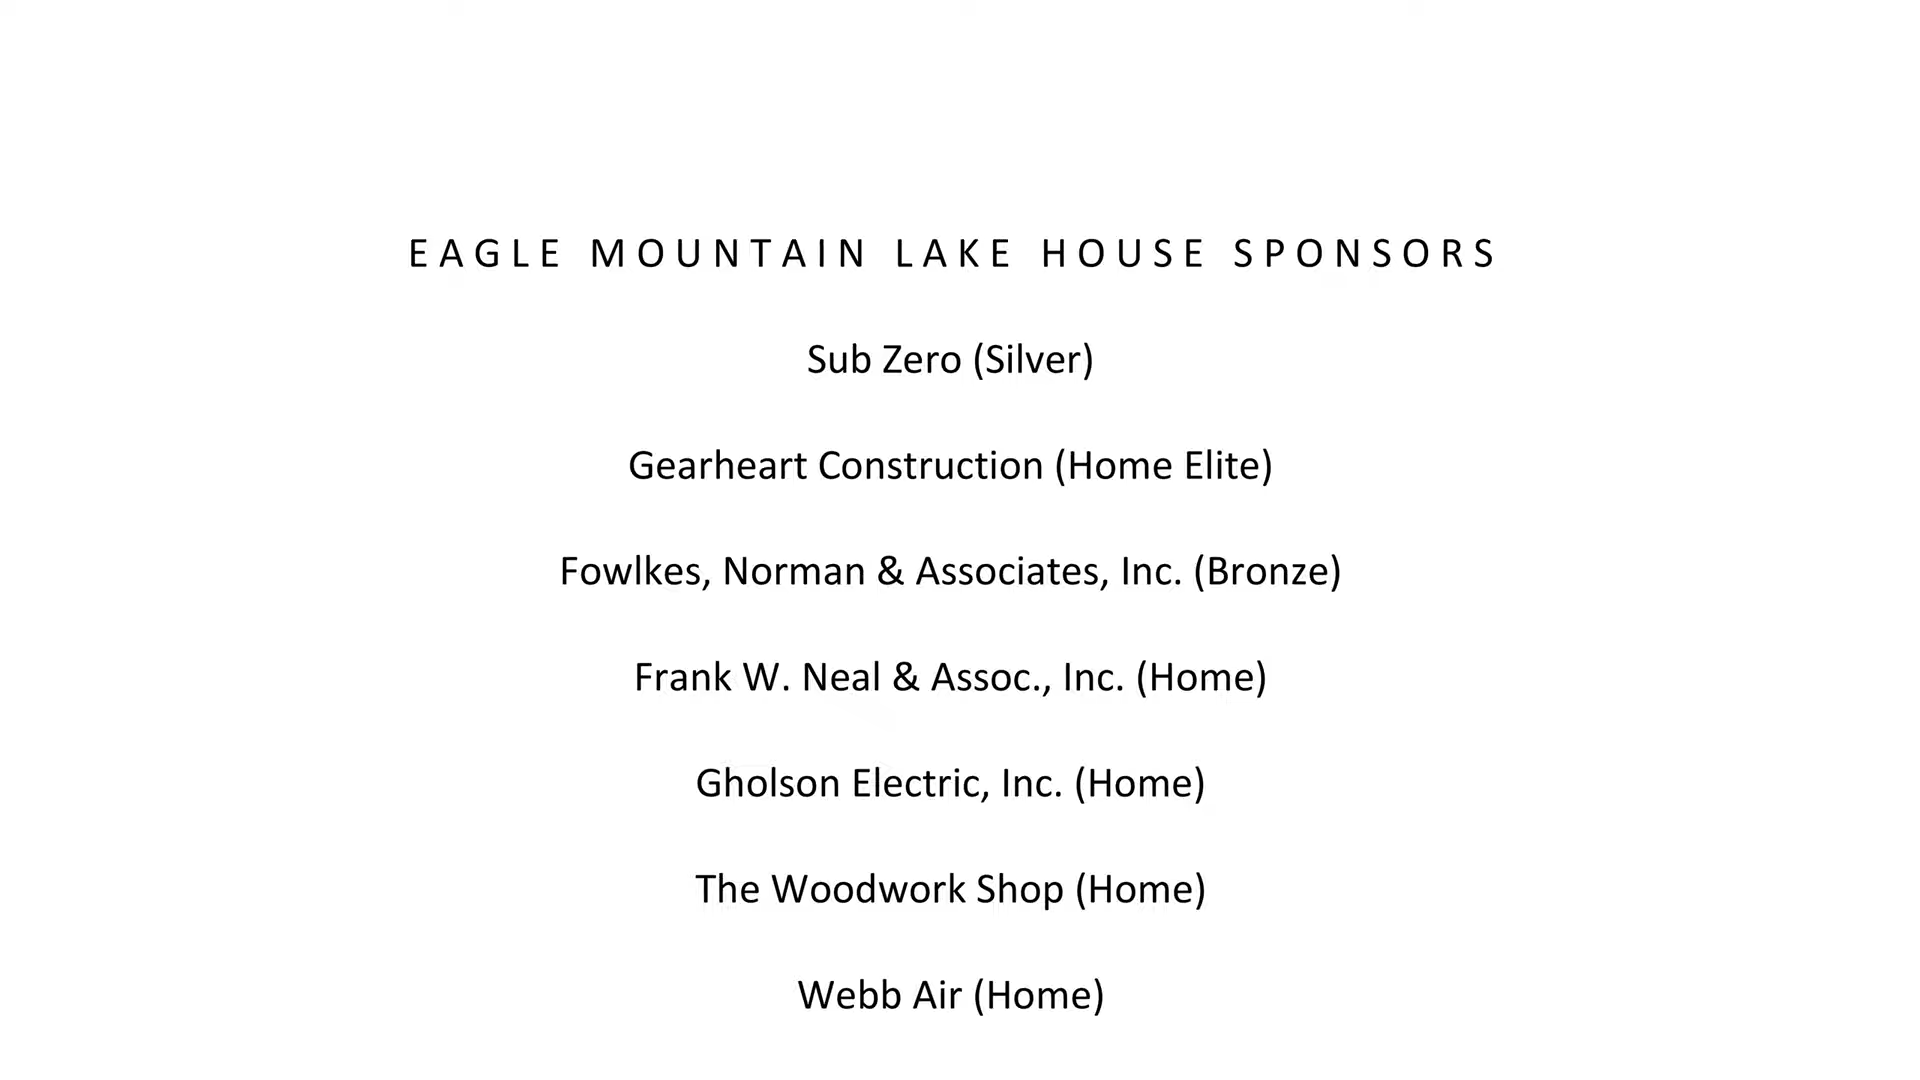 EAGLE MOUNTAIN LAKE HOUSE SPONSORS
Sub Zero (Silver)
Gearheart Construction (Home Elite)
Fowlkes, Norman & Associates, Inc. (Bronze)
Frank W. Neal & Assoc., Inc. (Home)
Gholson Electric, Inc. (Home)
The Woodwork Shop (Home)
Webb Air (Home)